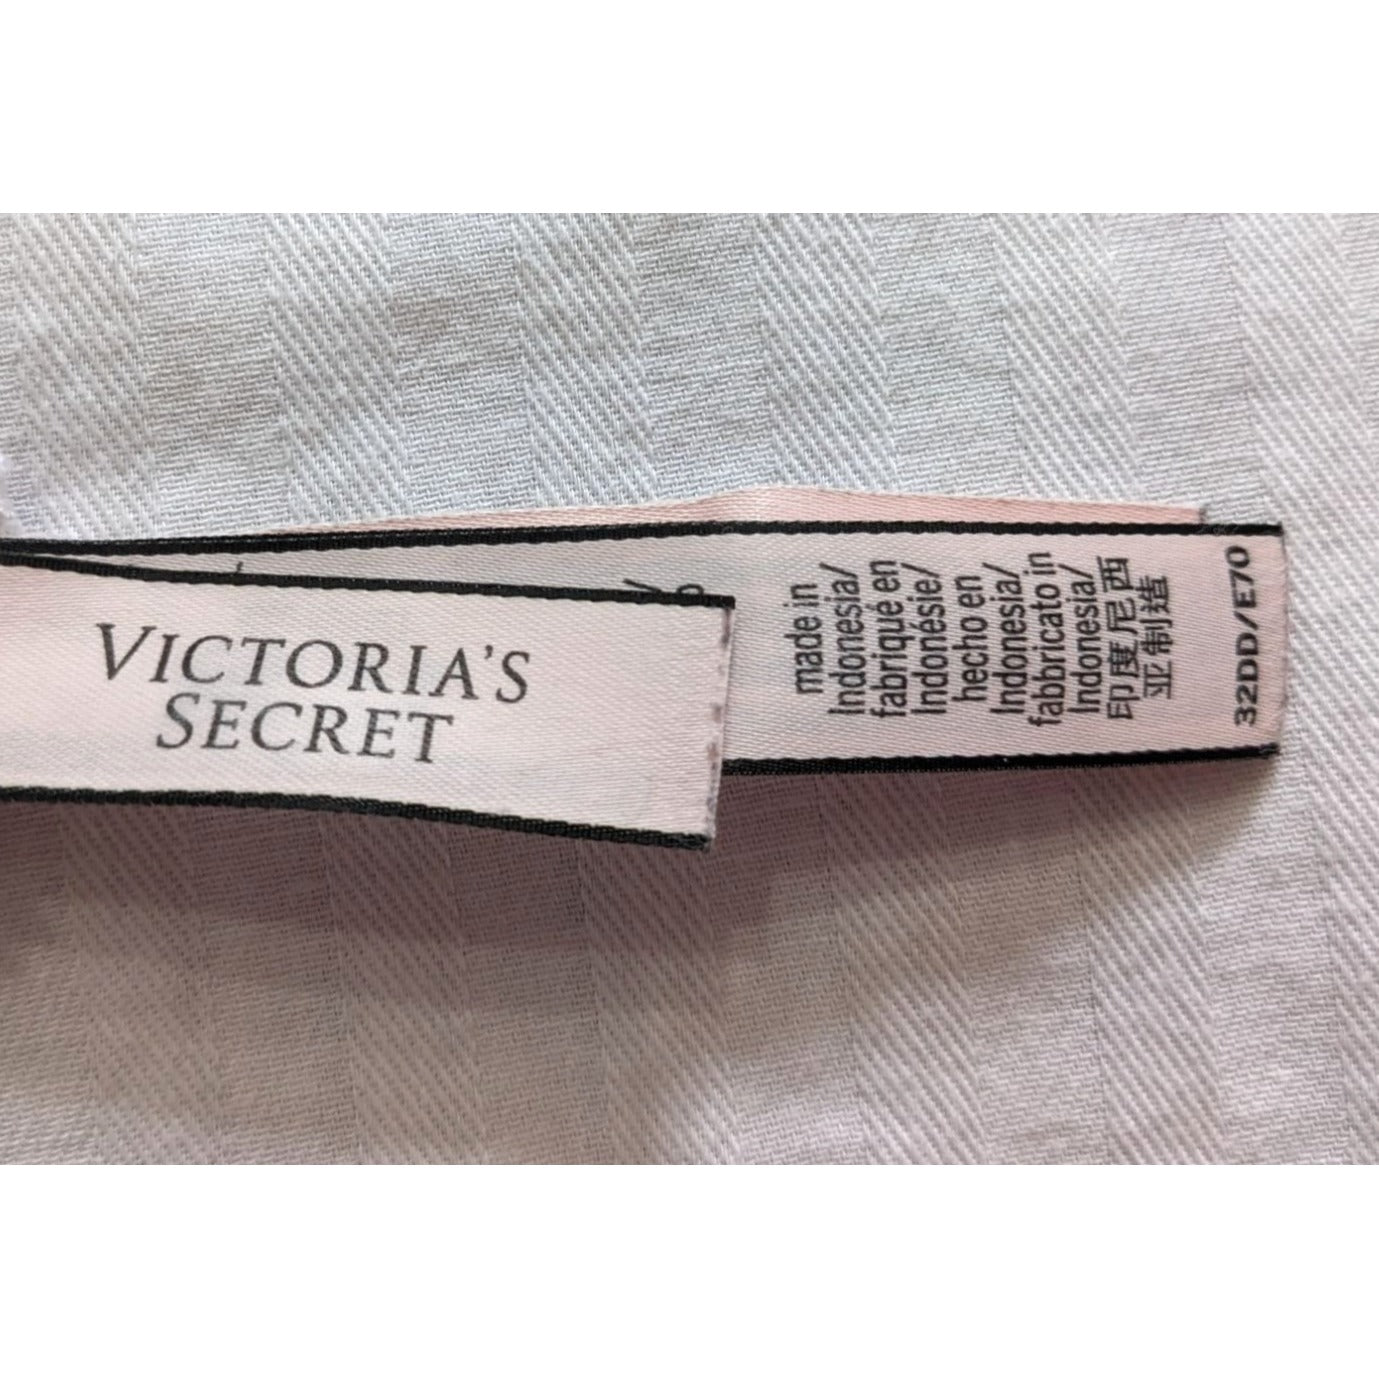 VICTORIA'S
SECRET
made in
Indonesia/
fabriqué en
Indonésie/
hecho en
Indonesia/
fabbricato in
Indonesia/
印度尼西
亚制造
32DD/E70